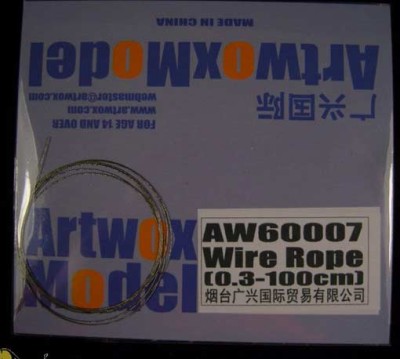 MADE IN CHINA
ArtwoxModel
广兴国际
webmaster@artwox.com
www.artwox.com
FOR AGE 14 AND OVER
Artwox
Model
AW60007
Wire Rope
(0.3-100cm)
烟台广兴国际贸易有限公司